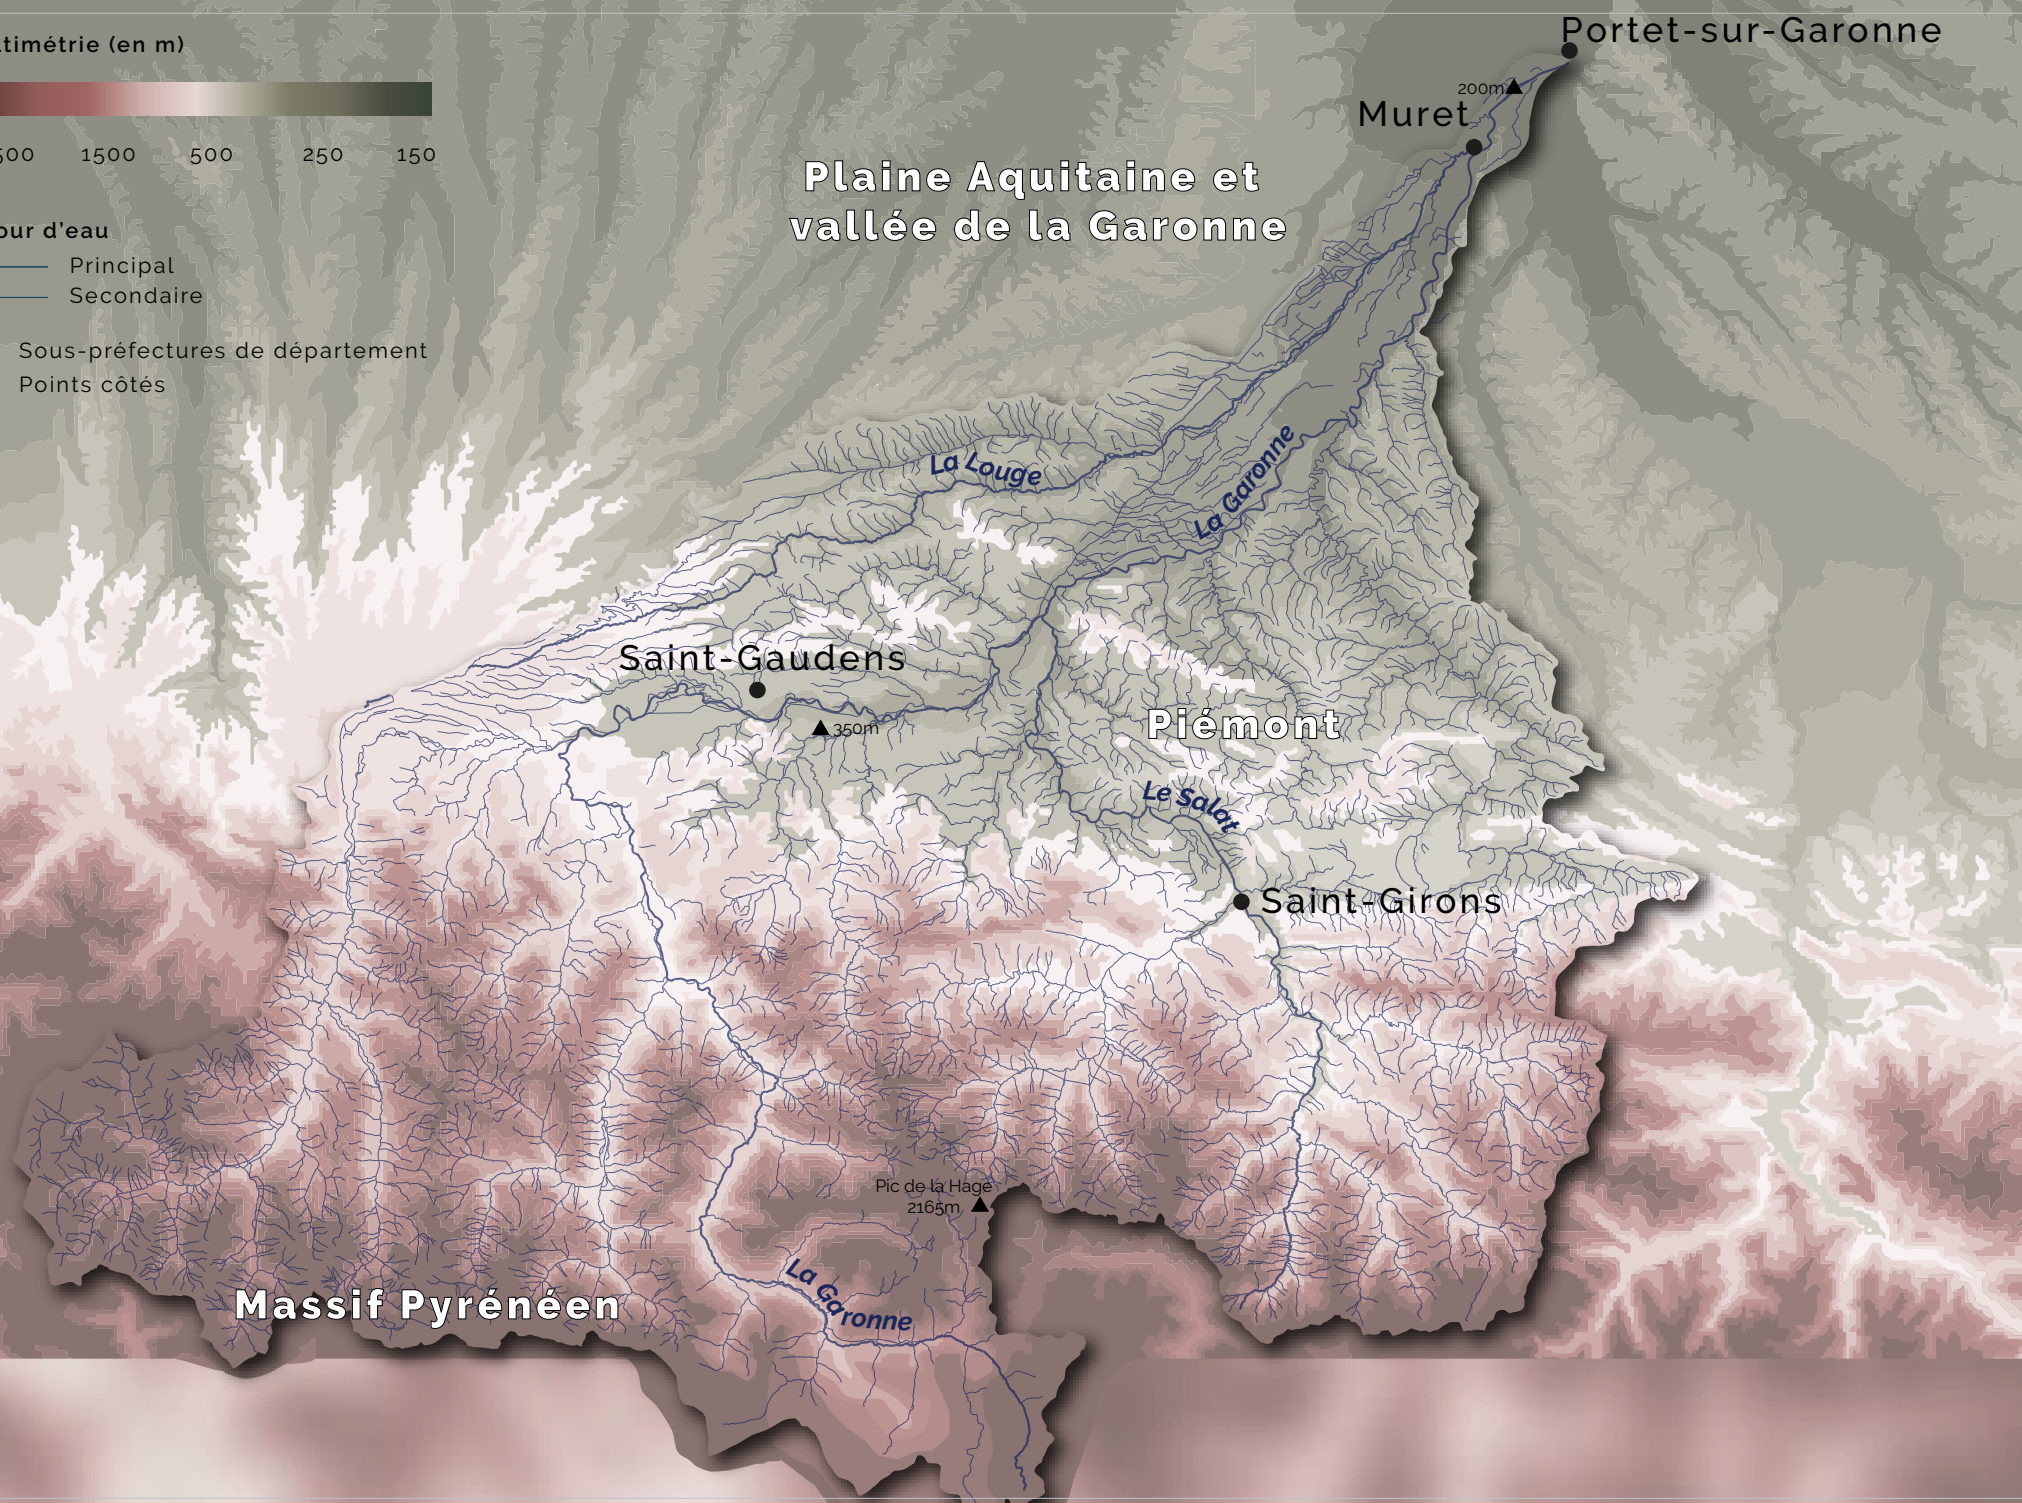 Portet-sur-Garonne
timétrie (en m)
200m
Muret
500 1500 500 250 150
Plaine Aquitaine et
vallée de la Garonne
our d'eau
Principal
Secondaire
Sous-préfectures de département
Points côtés
La Louge
La Garonne
Saint-Gaudens
350m
Piémont
Le Salat
Saint-Girons
Pic de la Hage
2165m
Massif Pyrénéen
La Garonne